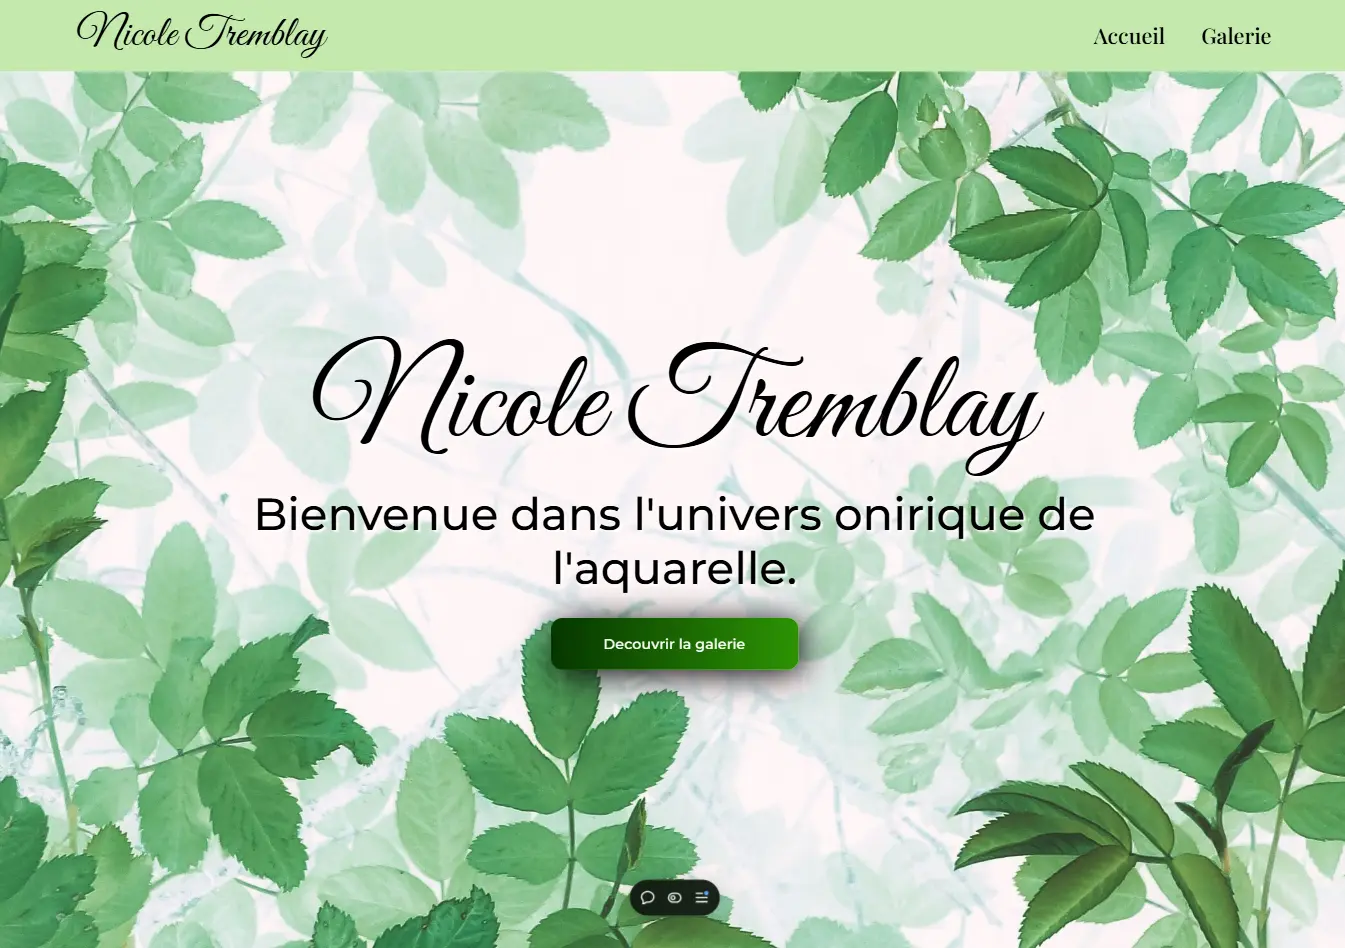 Nicole Tremblay
Accueil Galerie
Nicole Tremblay
Bienvenue dans l'univers onirique de
l'aquarelle.
Decouvrir la galerie